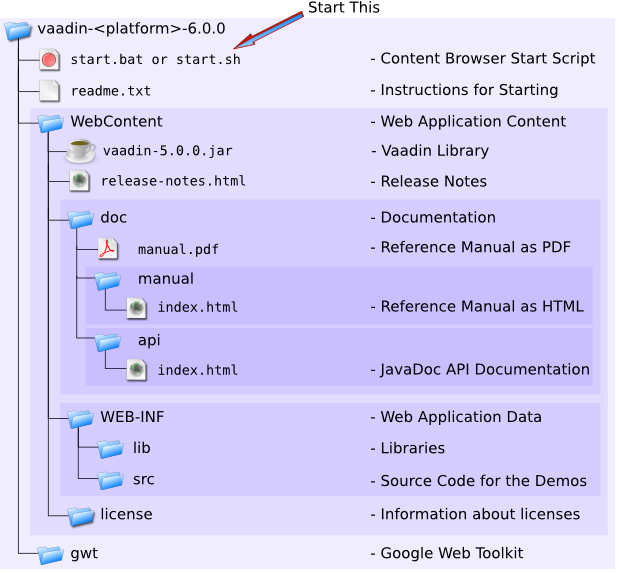 Start This
vaadin-<platform>-6.0.0
start.bat or start.sh - Content Browser Start Script
readme.txt - Instructions for Starting
WebContent - Web Application Content
vaadin-5.0.0.jar - Vaadin Library
release-notes.html - Release Notes
doc - Documentation
manual.pdf - Reference Manual as PDF
manual
index.html - Reference Manual as HTML
api
index.html - JavaDoc API Documentation
WEB-INF - Web Application Data
lib - Libraries
src - Source Code for the Demos
license - Information about licenses
gwt - Google Web Toolkit